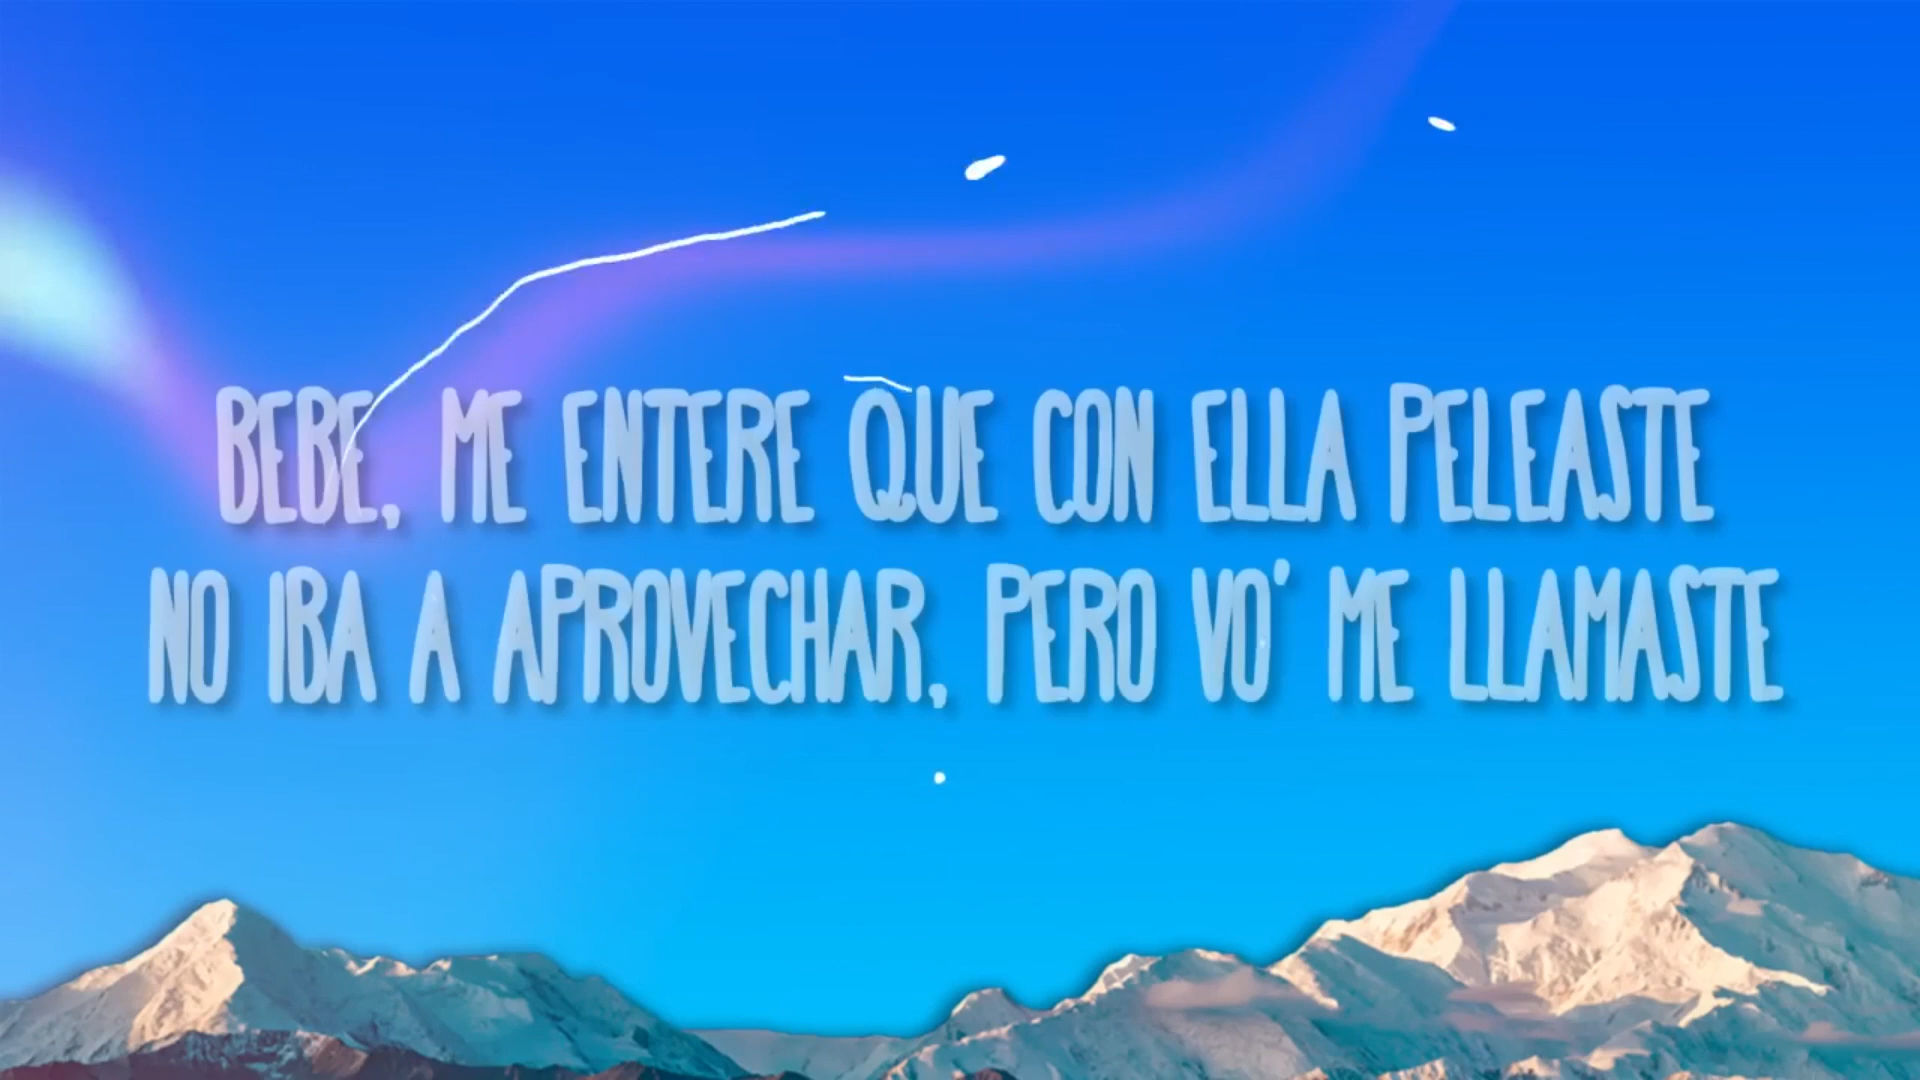 BEBE, ME ENTERE QUE CON ELLA PELEASTE
NO IBA A APROVECHAR, PERO VO' ME LLAMASTE